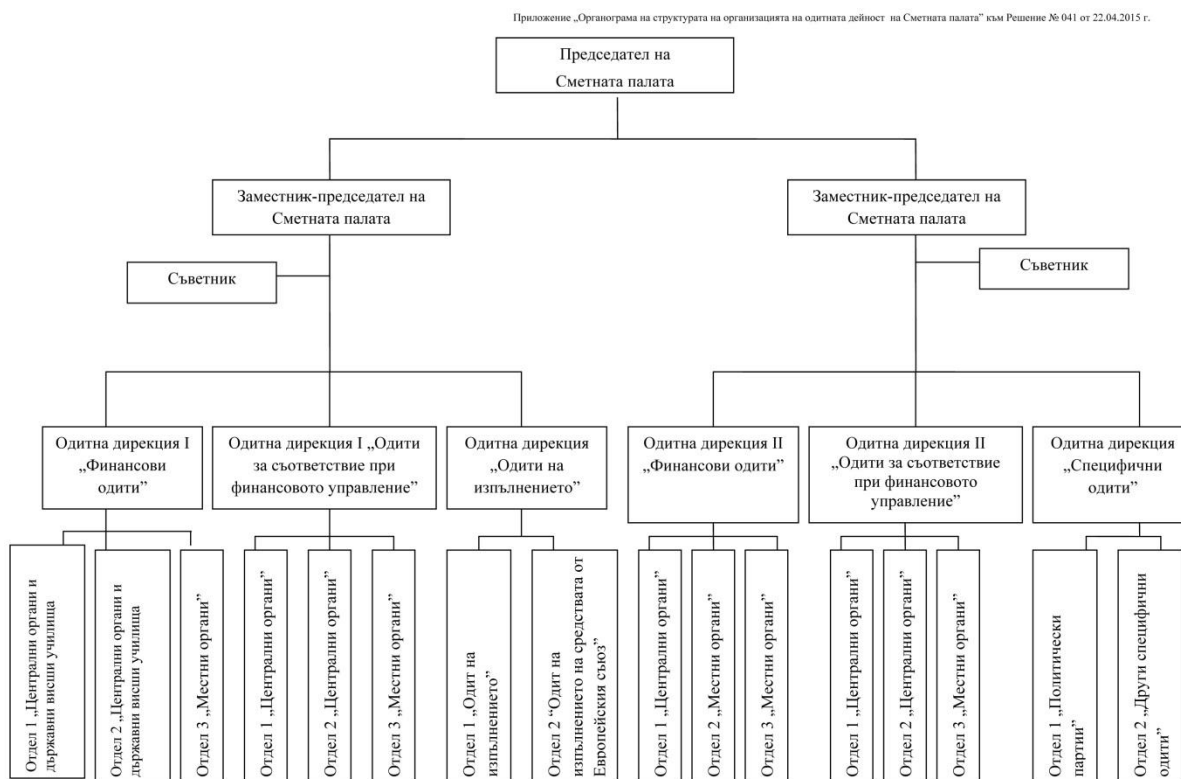 Приложение „Органограма на структурата на организацията на одитната дейност на Сметната палата” към Решение № 041 от 22.04.2015 г.
Председател на
Сметната палата
Заместник-председател на
Сметната палата
Заместник-председател на
Сметната палата
Съветник
Съветник
Одитна дирекция I
„Финансови
одити”
Одитна дирекция I „Одити
за съответствие при
финансовото управление”
Одитна дирекция
„Одити на
изпълнението”
Одитна дирекция II
„Финансови одити”
Одитна дирекция II
„Одити за съответствие
при финансовото
управление”
Одитна дирекция
„Специфични
одити”
Отдел 1 „Централни органи и
държавни висши училища
Отдел 2 „Централни органи и
държавни висши училища
Отдел 3 „Местни органи”
Отдел 1 „Централни органи”
Отдел 2 „Централни органи”
Отдел 3 „Местни органи”
Отдел 1 „Одит на
изпълнението”
Отдел 2 “Одит на
изпълнението на средствата от
Европейския съюз”
Отдел 1 „Централни органи”
Отдел 2 „Местни органи”
Отдел 3 „Местни органи”
Отдел 1 „Централни органи”
Отдел 2 „Централни органи”
Отдел 3 „Местни органи”
Отдел 1 „Политически
партии”
Отдел 2 „Други специфични
одити”